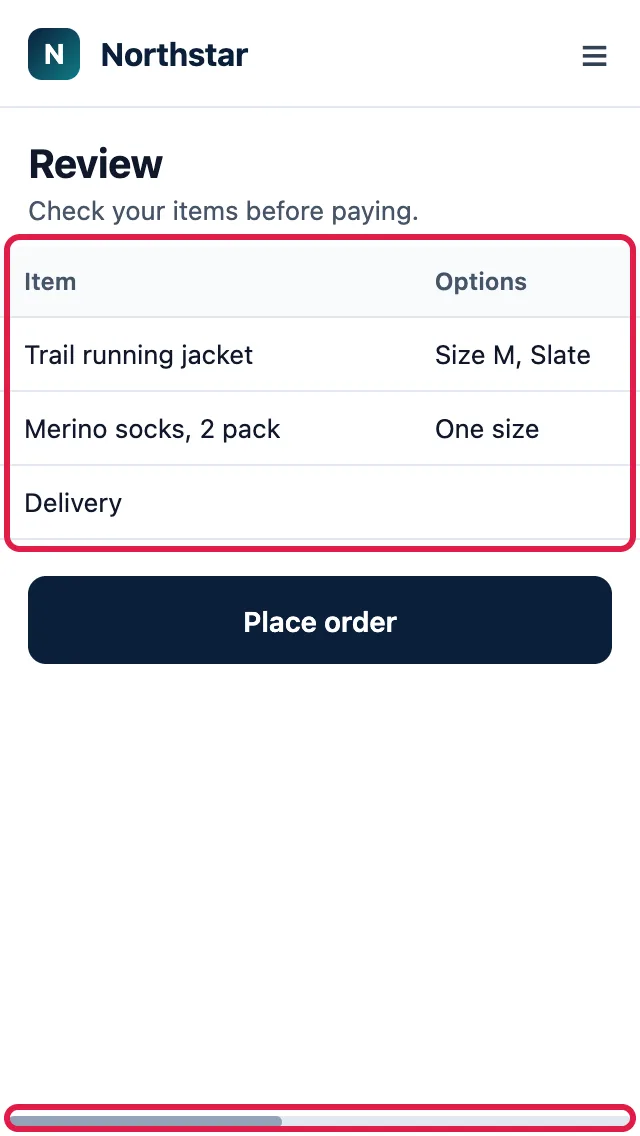 N Northstar
Review
Check your items before paying.
Item Options
Trail running jacket Size M, Slate
Merino socks, 2 pack One size
Delivery
Place order